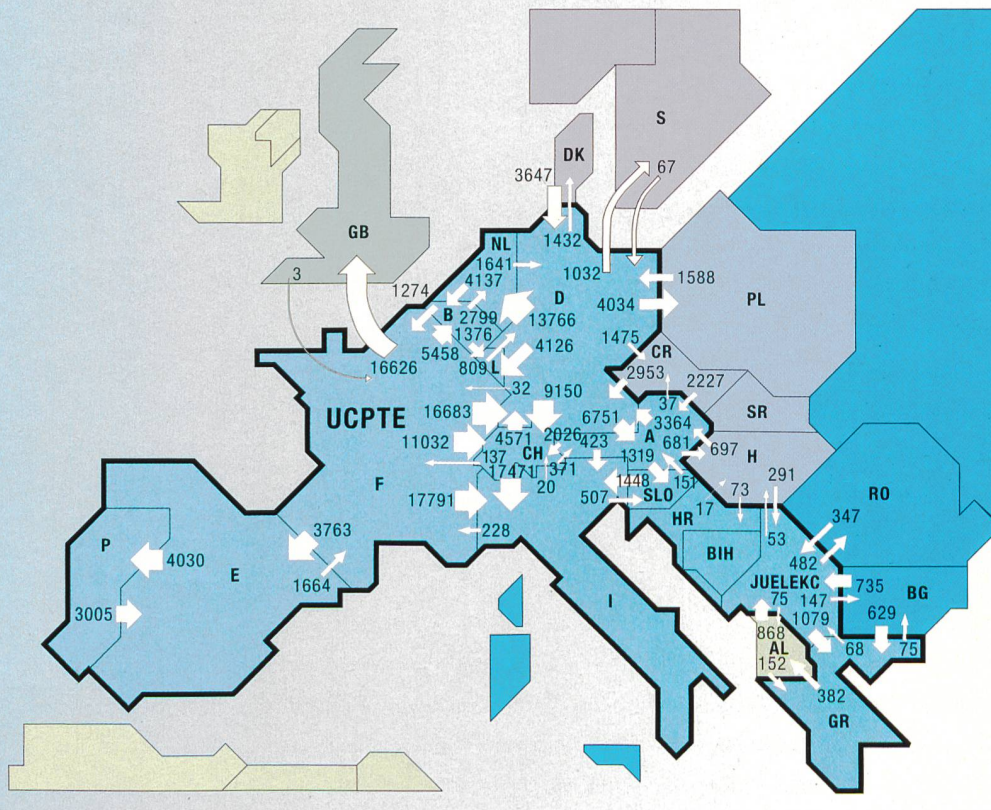 S
DK
67
3647
GB
NL
1432
3
1641
1032
1588
1274
4137
D
4034
PL
B
2799
13766
1376
1475
CR
5458
4126
16626
809
L
2953
2227
32
9150
37
SR
UCPTE
16683
6751
3364
4571
2026
423
A
681
697
11032
CH
1319
H
137
371
291
F
17471
1448
151
17791
20
SLO
73
RO
507
17
HR
347
228
53
3763
BIH
482
P
4030
E
JUELEKC
735
1664
BG
3005
I
75
147
629
1079
868
AL
68
75
152
382
GR